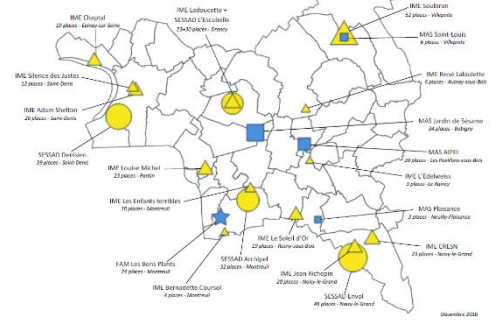 IME Chaptal
19 places - Epinay-sur-Seine
IME Ladoucette +
SESSAD L'Escabelle
23+30 places - Drancy
IME Soubiran
52 places - Villepinte
MAS Saint-Louis
6 places - Villepinte
IME Silence des Justes
12 places - Saint-Denis
IME René Lalouette
6 places - Aulnay-sous-Bois
IME Adam Shelton
20 places - Saint-Denis
MAS Jardin de Sésame
34 places - Bobigny
SESSAD Denisien
39 places - Saint-Denis
MAS AIPEI
places - Les Pavillons-sous-Bois
IME Louise Michel
23 places - Pantin
IME L'Edelweiss
3 places - Le Raincy
IME Les Enfants terribles
10 places - Montreuil
MAS Plaisance
3 places - Neuilly-Plaisance
IME Le Soleil d'Or
19 places - Rosny-sous-Bois
FAM Les Bons Plants
24 places - Montreuil
SESSAD Archipel
32 places - Montreuil
IME CRESN
places - Noisy-le-Grand
IME Jean Richepin
20 places - Noisy-le-Grand
IME Bernadette Coursol
4 places - Montreuil
SESSAD Envol
45 places - Noisy-le-Grand
Décembre 2018